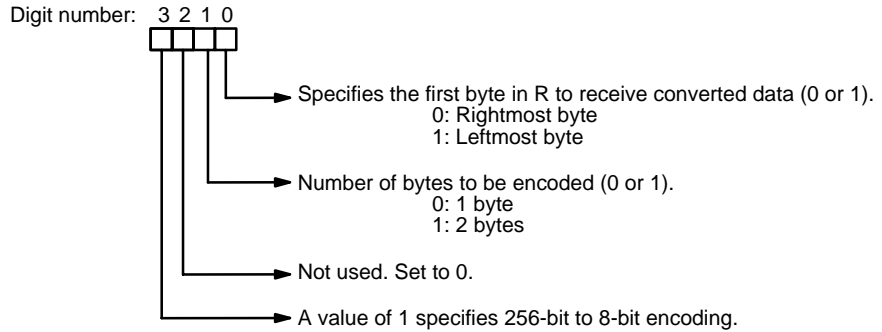 Digit number: 3 2 1 0
Specifies the first byte in R to receive converted data (0 or 1).
0: Rightmost byte
1: Leftmost byte
Number of bytes to be encoded (0 or 1).
0: 1 byte
1: 2 bytes
Not used. Set to 0.
A value of 1 specifies 256-bit to 8-bit encoding.